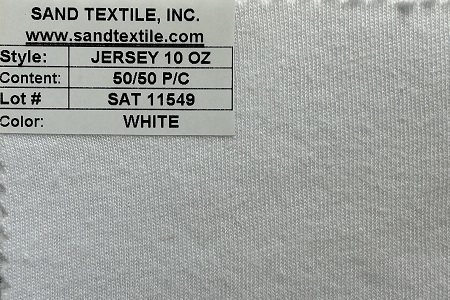 SAND TEXTILE, INC.
www.sandtextile.com
Style: JERSEY 10 OZ
Content: 50/50 P/C
Lot # SAT 11549
Color: WHITE